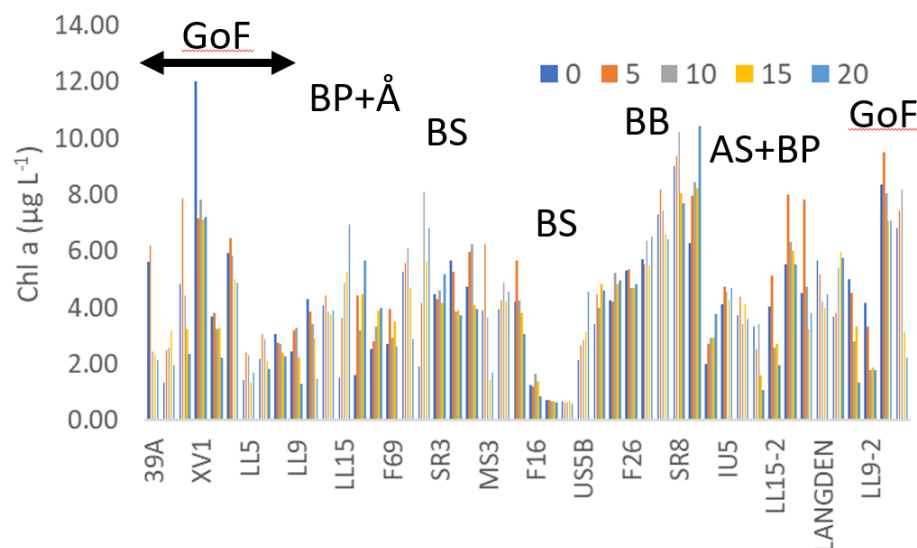 14.00
12.00
10.00
8.00
6.00
4.00
2.00
0.00
Chl a (µg L-1)
GoF
BP+Å
BS
BS
BB
AS+BP
GoF
0 5 10 15 20
39A
XV1
LL5
LL9
LL15
F69
SR3
MS3
F16
US5B
F26
SR8
IU5
LL15-2
LANGDEN
LL9-2